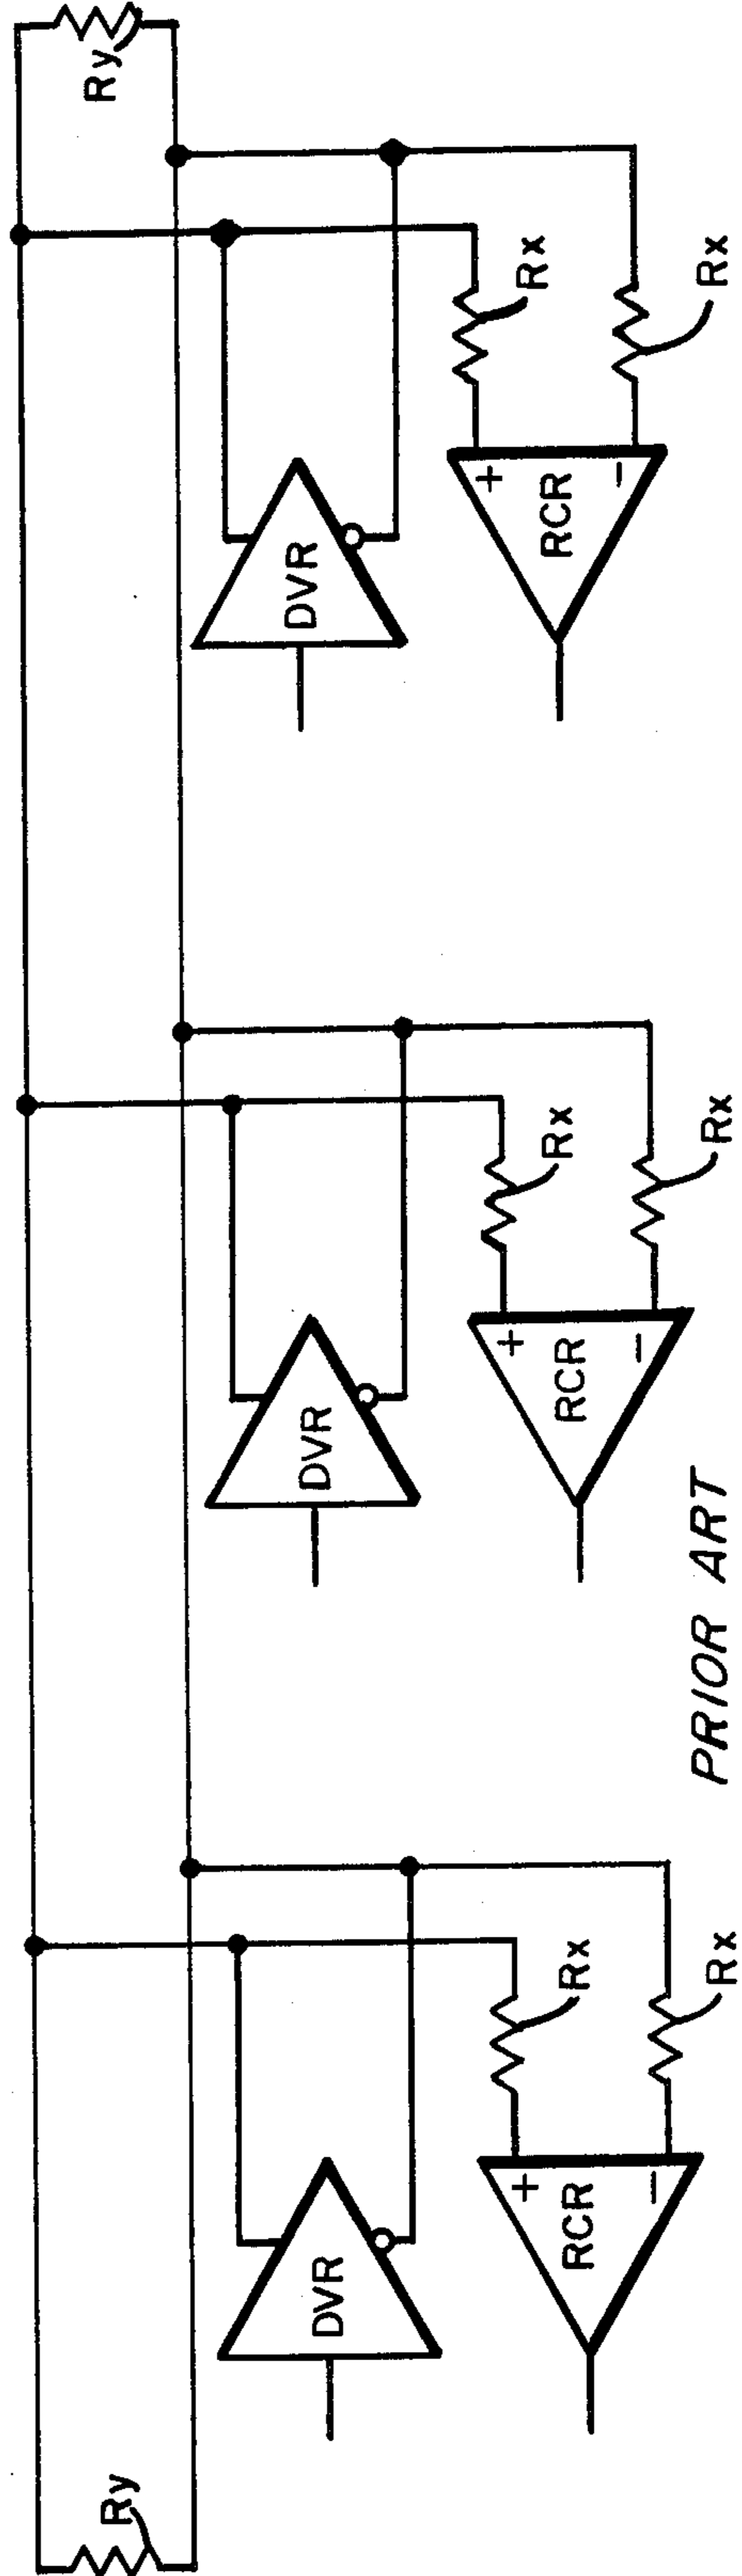 Ry
Ry
DVR
DVR
DVR
+
Rx
+
Rx
+
Rx
RCR
RCR
RCR
−
Rx
−
Rx
−
Rx
PRIOR ART